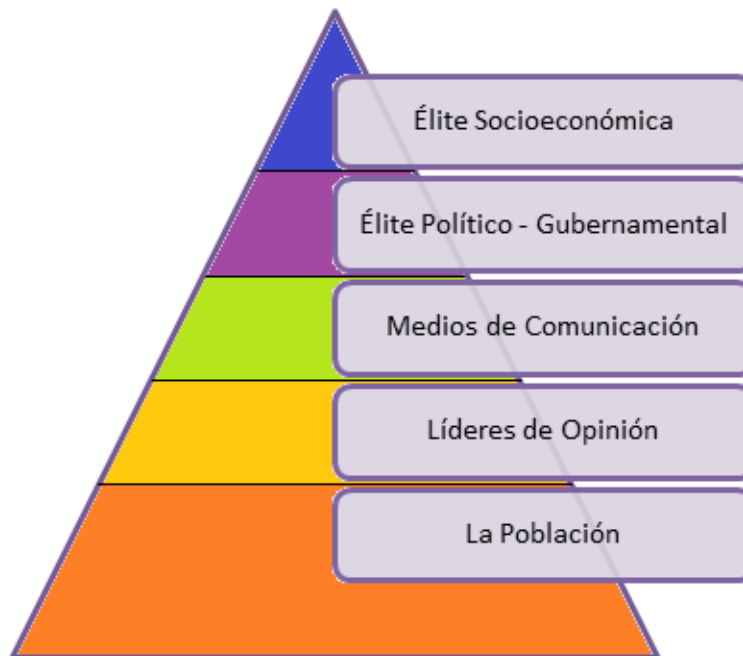 Élite Socioeconómica
Élite Político - Gubernamental
Medios de Comunicación
Líderes de Opinión
La Población